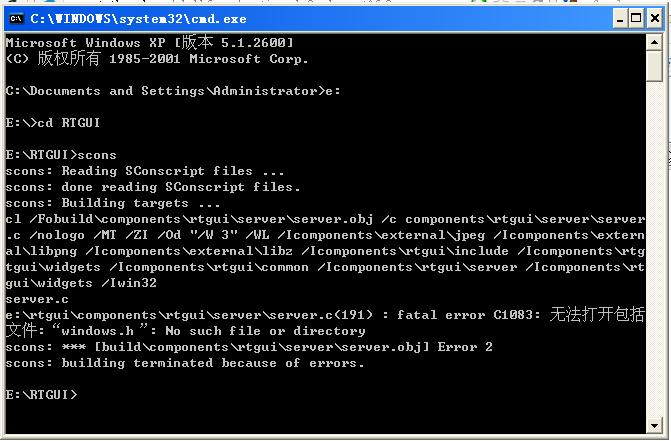 C:\WINDOWS\system32\cmd.exe
Microsoft Windows XP [版本 5.1.2600]
(C) 版权所有 1985-2001 Microsoft Corp.
C:\Documents and Settings\Administrator>e:
E:\>cd RTGUI
E:\RTGUI>scons
scons: Reading SConscript files ...
scons: done reading SConscript files.
scons: Building targets ...
cl /Fobuild\components\rtgui\server\server.obj /c components\rtgui\server\server
.c /nologo /MT /ZI /Od "/W 3" /WL /Icomponents\external\jpeg /Icomponents\extern
al\libpng /Icomponents\external\libz /Icomponents\rtgui\include /Icomponents\rtg
tgui\widgets /Icomponents\rtgui\common /Icomponents\rtgui\server /Icomponents\rt
gui\widgets /Iwin32
server.c
e:\rtgui\components\rtgui\server\server.c(191) : fatal error C1083: 无法打开包括
文件:“windows.h ”: No such file or directory
scons: *** [build\components\rtgui\server\server.obj] Error 2
scons: building terminated because of errors.
E:\RTGUI>